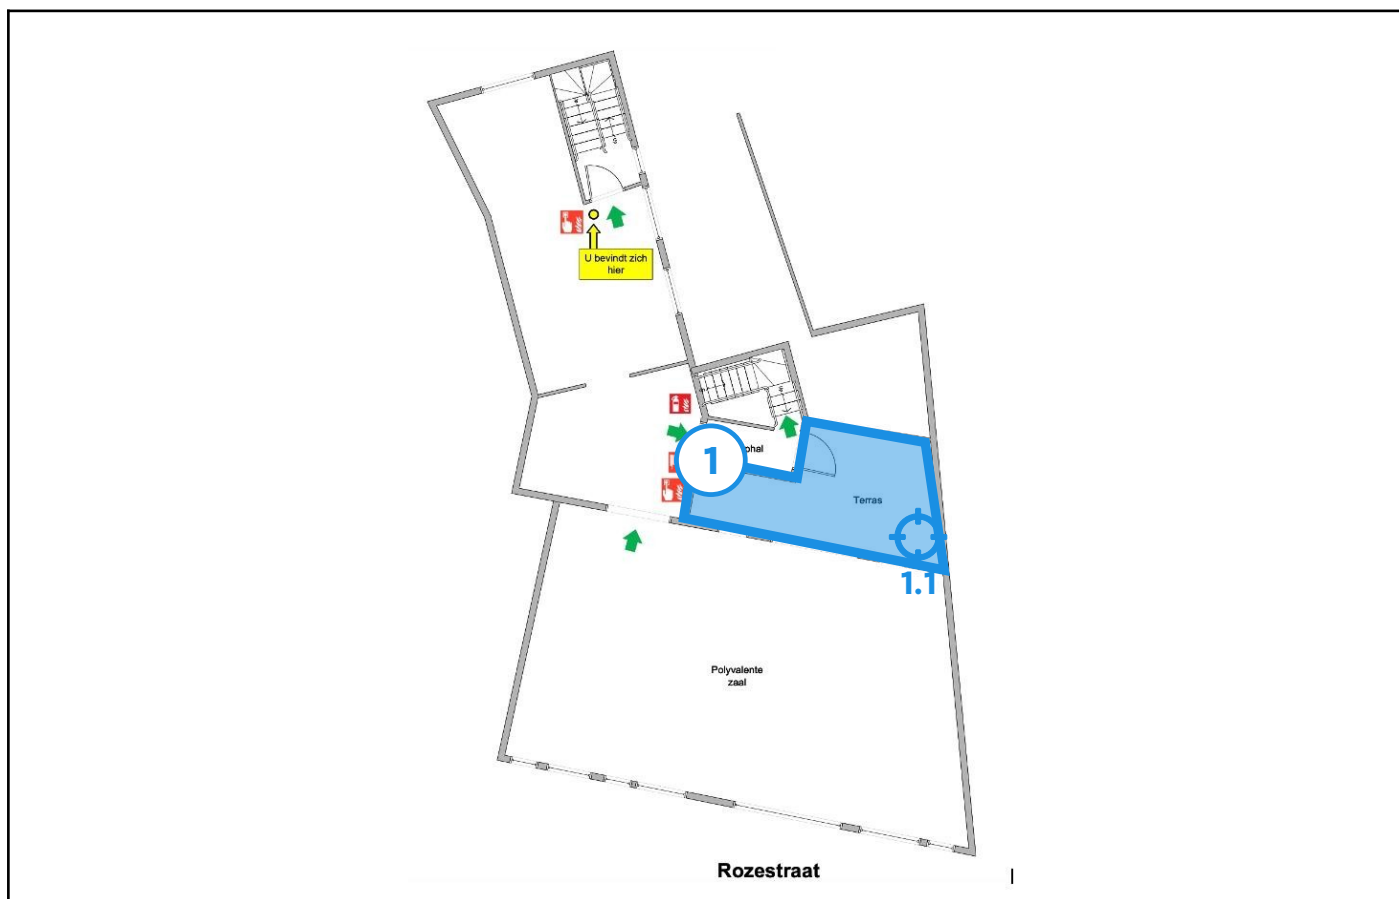 U bevindt zich
hier
1
Terras
1.1
Polyvalente
zaal
Rozestraat